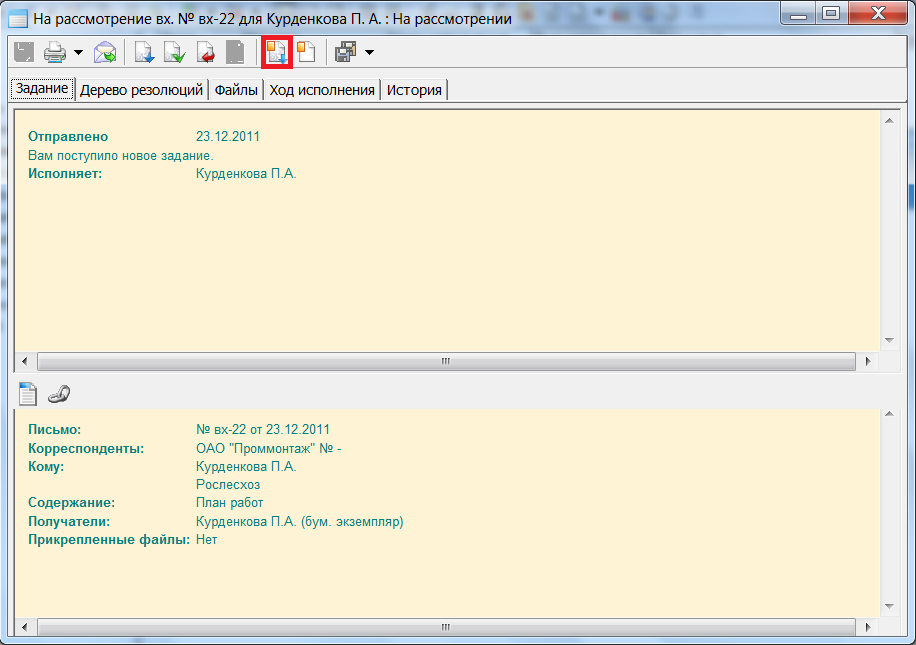 На рассмотрение вх. № вх-22 для Курденкова П. А. : На рассмотрении
Задание Дерево резолюций Файлы Ход исполнения История
Отправлено 23.12.2011
Вам поступило новое задание.
Исполняет: Курденкова П.А.
Письмо: № вх-22 от 23.12.2011
Корреспонденты: ОАО "Проммонтаж" № -
Кому: Курденкова П.А.
Рослесхоз
Содержание: План работ
Получатели: Курденкова П.А. (бум. экземпляр)
Прикрепленные файлы: Нет